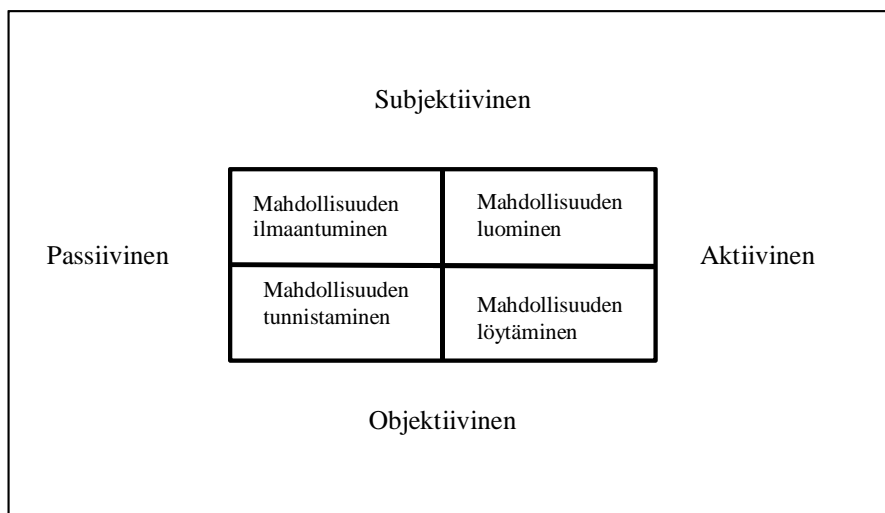 Subjektiivinen
Mahdollisuuden
ilmaantuminen
Mahdollisuuden
luominen
Passiivinen
Aktiivinen
Mahdollisuuden
tunnistaminen
Mahdollisuuden
löytäminen
Objektiivinen